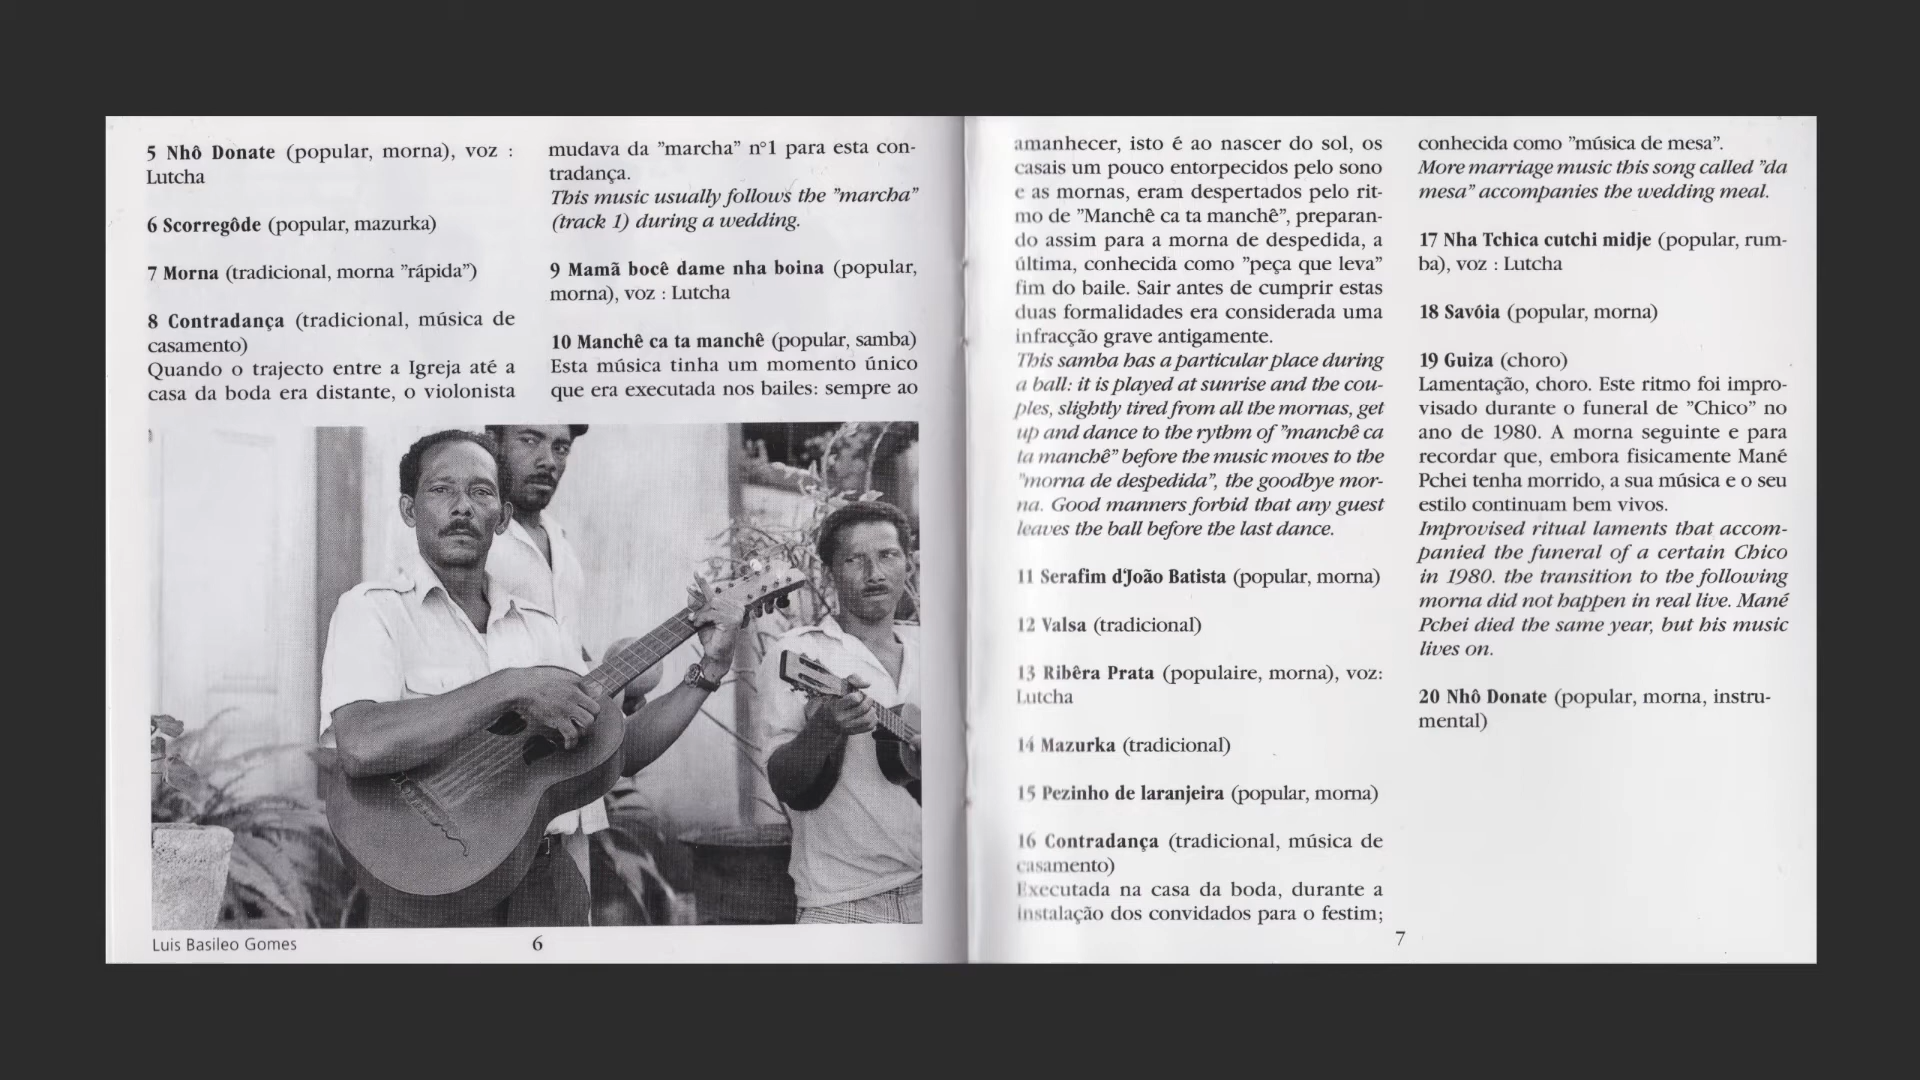 5 Nhô Donate (popular, morna), voz :
Lutcha
6 Scorregôde (popular, mazurka)
7 Morna (tradicional, morna "rápida")
8 Contradança (tradicional, música de
casamento)
Quando o trajecto entre a Igreja até a
casa da boda era distante, o violonista
mudava da "marcha" nº1 para esta con-
tradança.
This music usually follows the "marcha"
(track 1) during a wedding.
9 Mamã bocê dame nha boina (popular,
morna), voz : Lutcha
10 Manchê ca ta manchê (popular, samba)
Esta música tinha um momento único
que era executada nos bailes: sempre ao
Luis Basileo Gomes
6
amanhecer, isto é ao nascer do sol, os
casais um pouco entorpecidos pelo sono
e as mornas, eram despertados pelo rit-
mo de "Manchê ca ta manchê", preparan-
do assim para a morna de despedida, a
última, conhecida como "peça que leva"
fim do baile. Sair antes de cumprir estas
duas formalidades era considerada uma
infracção grave antigamente.
This samba has a particular place during
a ball: it is played at sunrise and the cou-
ples, slightly tired from all the mornas, get
up and dance to the rythm of "manchê ca
ta manchê" before the music moves to the
"morna de despedida", the goodbye mor-
na. Good manners forbid that any guest
leaves the ball before the last dance.
11 Serafim d'João Batista (popular, morna)
12 Valsa (tradicional)
13 Ribêra Prata (populaire, morna), voz:
Lutcha
14 Mazurka (tradicional)
15 Pezinho de laranjeira (popular, morna)
16 Contradança (tradicional, música de
casamento)
Executada na casa da boda, durante a
instalação dos convidados para o festim;
conhecida como "música de mesa".
More marriage music this song called "da
mesa" accompanies the wedding meal.
17 Nha Tchica cutchi midje (popular, rum-
ba), voz : Lutcha
18 Savóia (popular, morna)
19 Guiza (choro)
Lamentação, choro. Este ritmo foi impro-
visado durante o funeral de "Chico" no
ano de 1980. A morna seguinte e para
recordar que, embora fisicamente Mané
Pchei tenha morrido, a sua música e o seu
estilo continuam bem vivos.
Improvised ritual laments that accom-
panied the funeral of a certain Chico
in 1980. the transition to the following
morna did not happen in real live. Mané
Pchei died the same year, but his music
lives on.
20 Nhô Donate (popular, morna, instru-
mental)
7